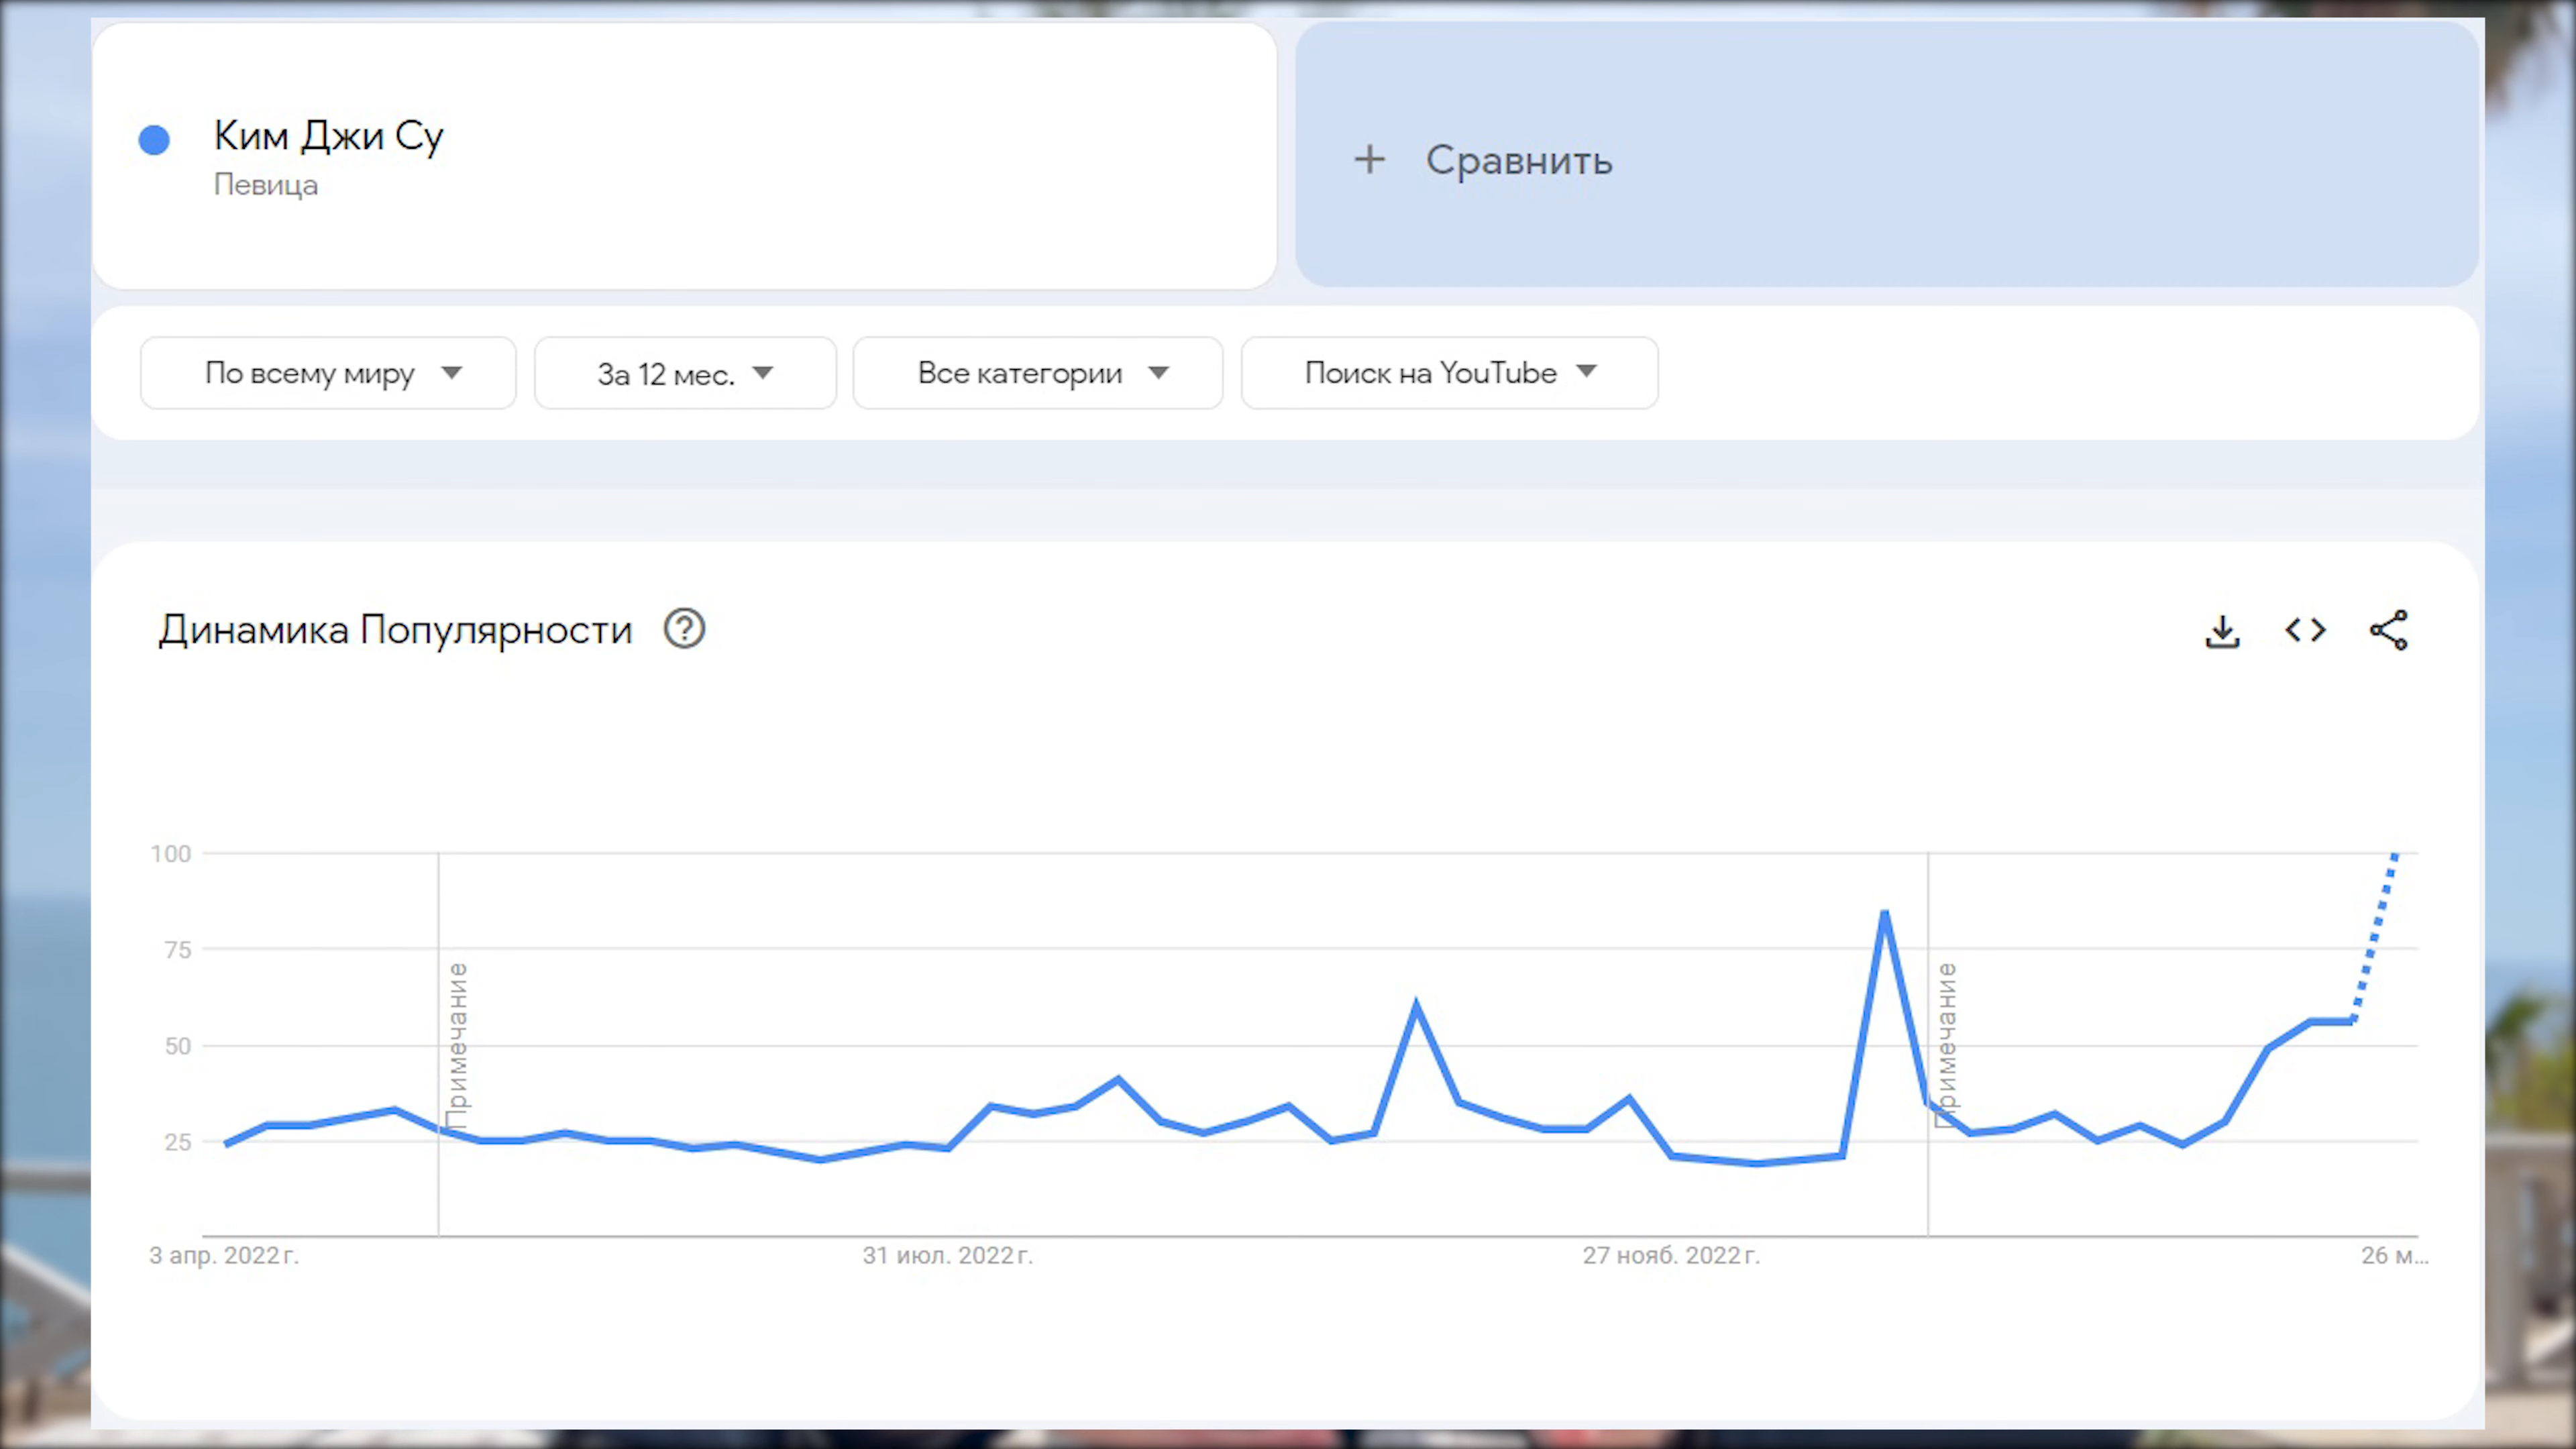 Ким Джи Су
Певица
+ Сравнить
По всему миру
За 12 мес.
Все категории
Поиск на YouTube
Динамика Популярности
100
75
50
25
Примечание
Примечание
3 апр. 2022 г.
31 июл. 2022 г.
27 нояб. 2022 г.
26 м...